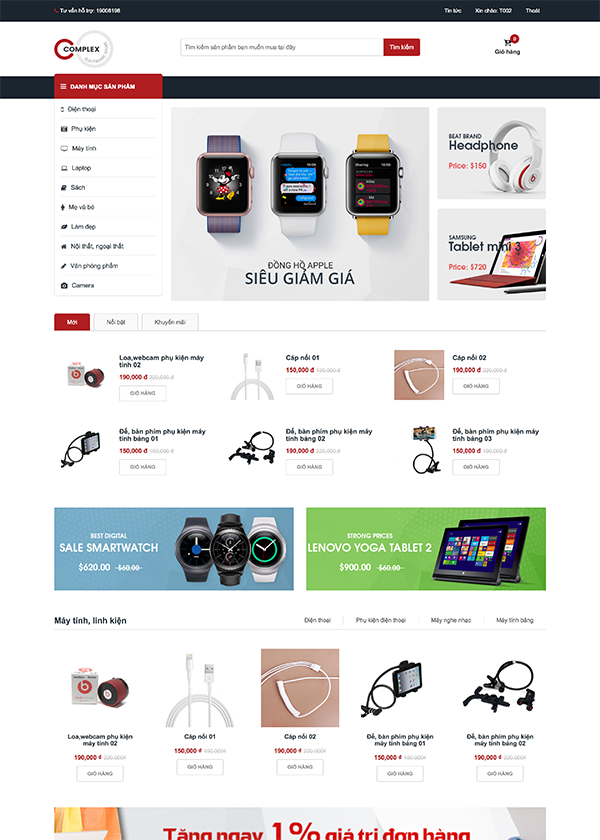 Tư vấn hỗ trợ: 19008198
Tin tức
Xin chào: T002
Thoát
COMPLEX
Tìm kiếm sản phẩm bạn muốn mua tại đây
Tìm kiếm
0
Giỏ hàng
DANH MỤC SẢN PHẨM
Điện thoại
Phụ kiện
Máy tính
Laptop
Sách
Mẹ và bé
Làm đẹp
Nội thất, ngoại thất
Văn phòng phẩm
Camera
ĐỒNG HỒ APPLE
SIÊU GIẢM GIÁ
BEAT BRAND
Headphone
Price: $150
SAMSUNG
Tablet mini 3
Price: $720
Mới
Nổi bật
Khuyến mãi
Loa,webcam phụ kiện máy
tính 02
190,000 đ 220,000 đ
GIỎ HÀNG
Cáp nối 01
150,000 đ 190,000 đ
GIỎ HÀNG
Cáp nối 02
190,000 đ 220,000 đ
GIỎ HÀNG
Đế, bàn phím phụ kiện máy
tính bảng 01
190,000 đ 220,000 đ
GIỎ HÀNG
Đế, bàn phím phụ kiện máy
tính bảng 02
190,000 đ 220,000 đ
GIỎ HÀNG
Đế, bàn phím phụ kiện máy
tính bảng 03
190,000 đ 220,000 đ
GIỎ HÀNG
BEST DIGITAL
SALE SMARTWATCH
$620.00 -$60.00-
STRONG PRICES
LENOVO YOGA TABLET 2
$900.00 -$60.00-
Máy tính, linh kiện
Điện thoại
Phụ kiện điện thoại
Máy nghe nhạc
Máy tính bảng
Loa,webcam phụ kiện
máy tính 02
190,000 ₫ 220,000₫
GIỎ HÀNG
Cáp nối 01
150,000 ₫ 190,000₫
GIỎ HÀNG
Cáp nối 02
190,000 ₫ 220,000₫
GIỎ HÀNG
Đế, bàn phím phụ kiện
máy tính bảng 01
190,000 ₫ 220,000₫
GIỎ HÀNG
Đế, bàn phím phụ kiện
máy tính bảng 02
190,000 ₫ 220,000₫
GIỎ HÀNG
Tặng ngay 1% giá trị đơn hàng